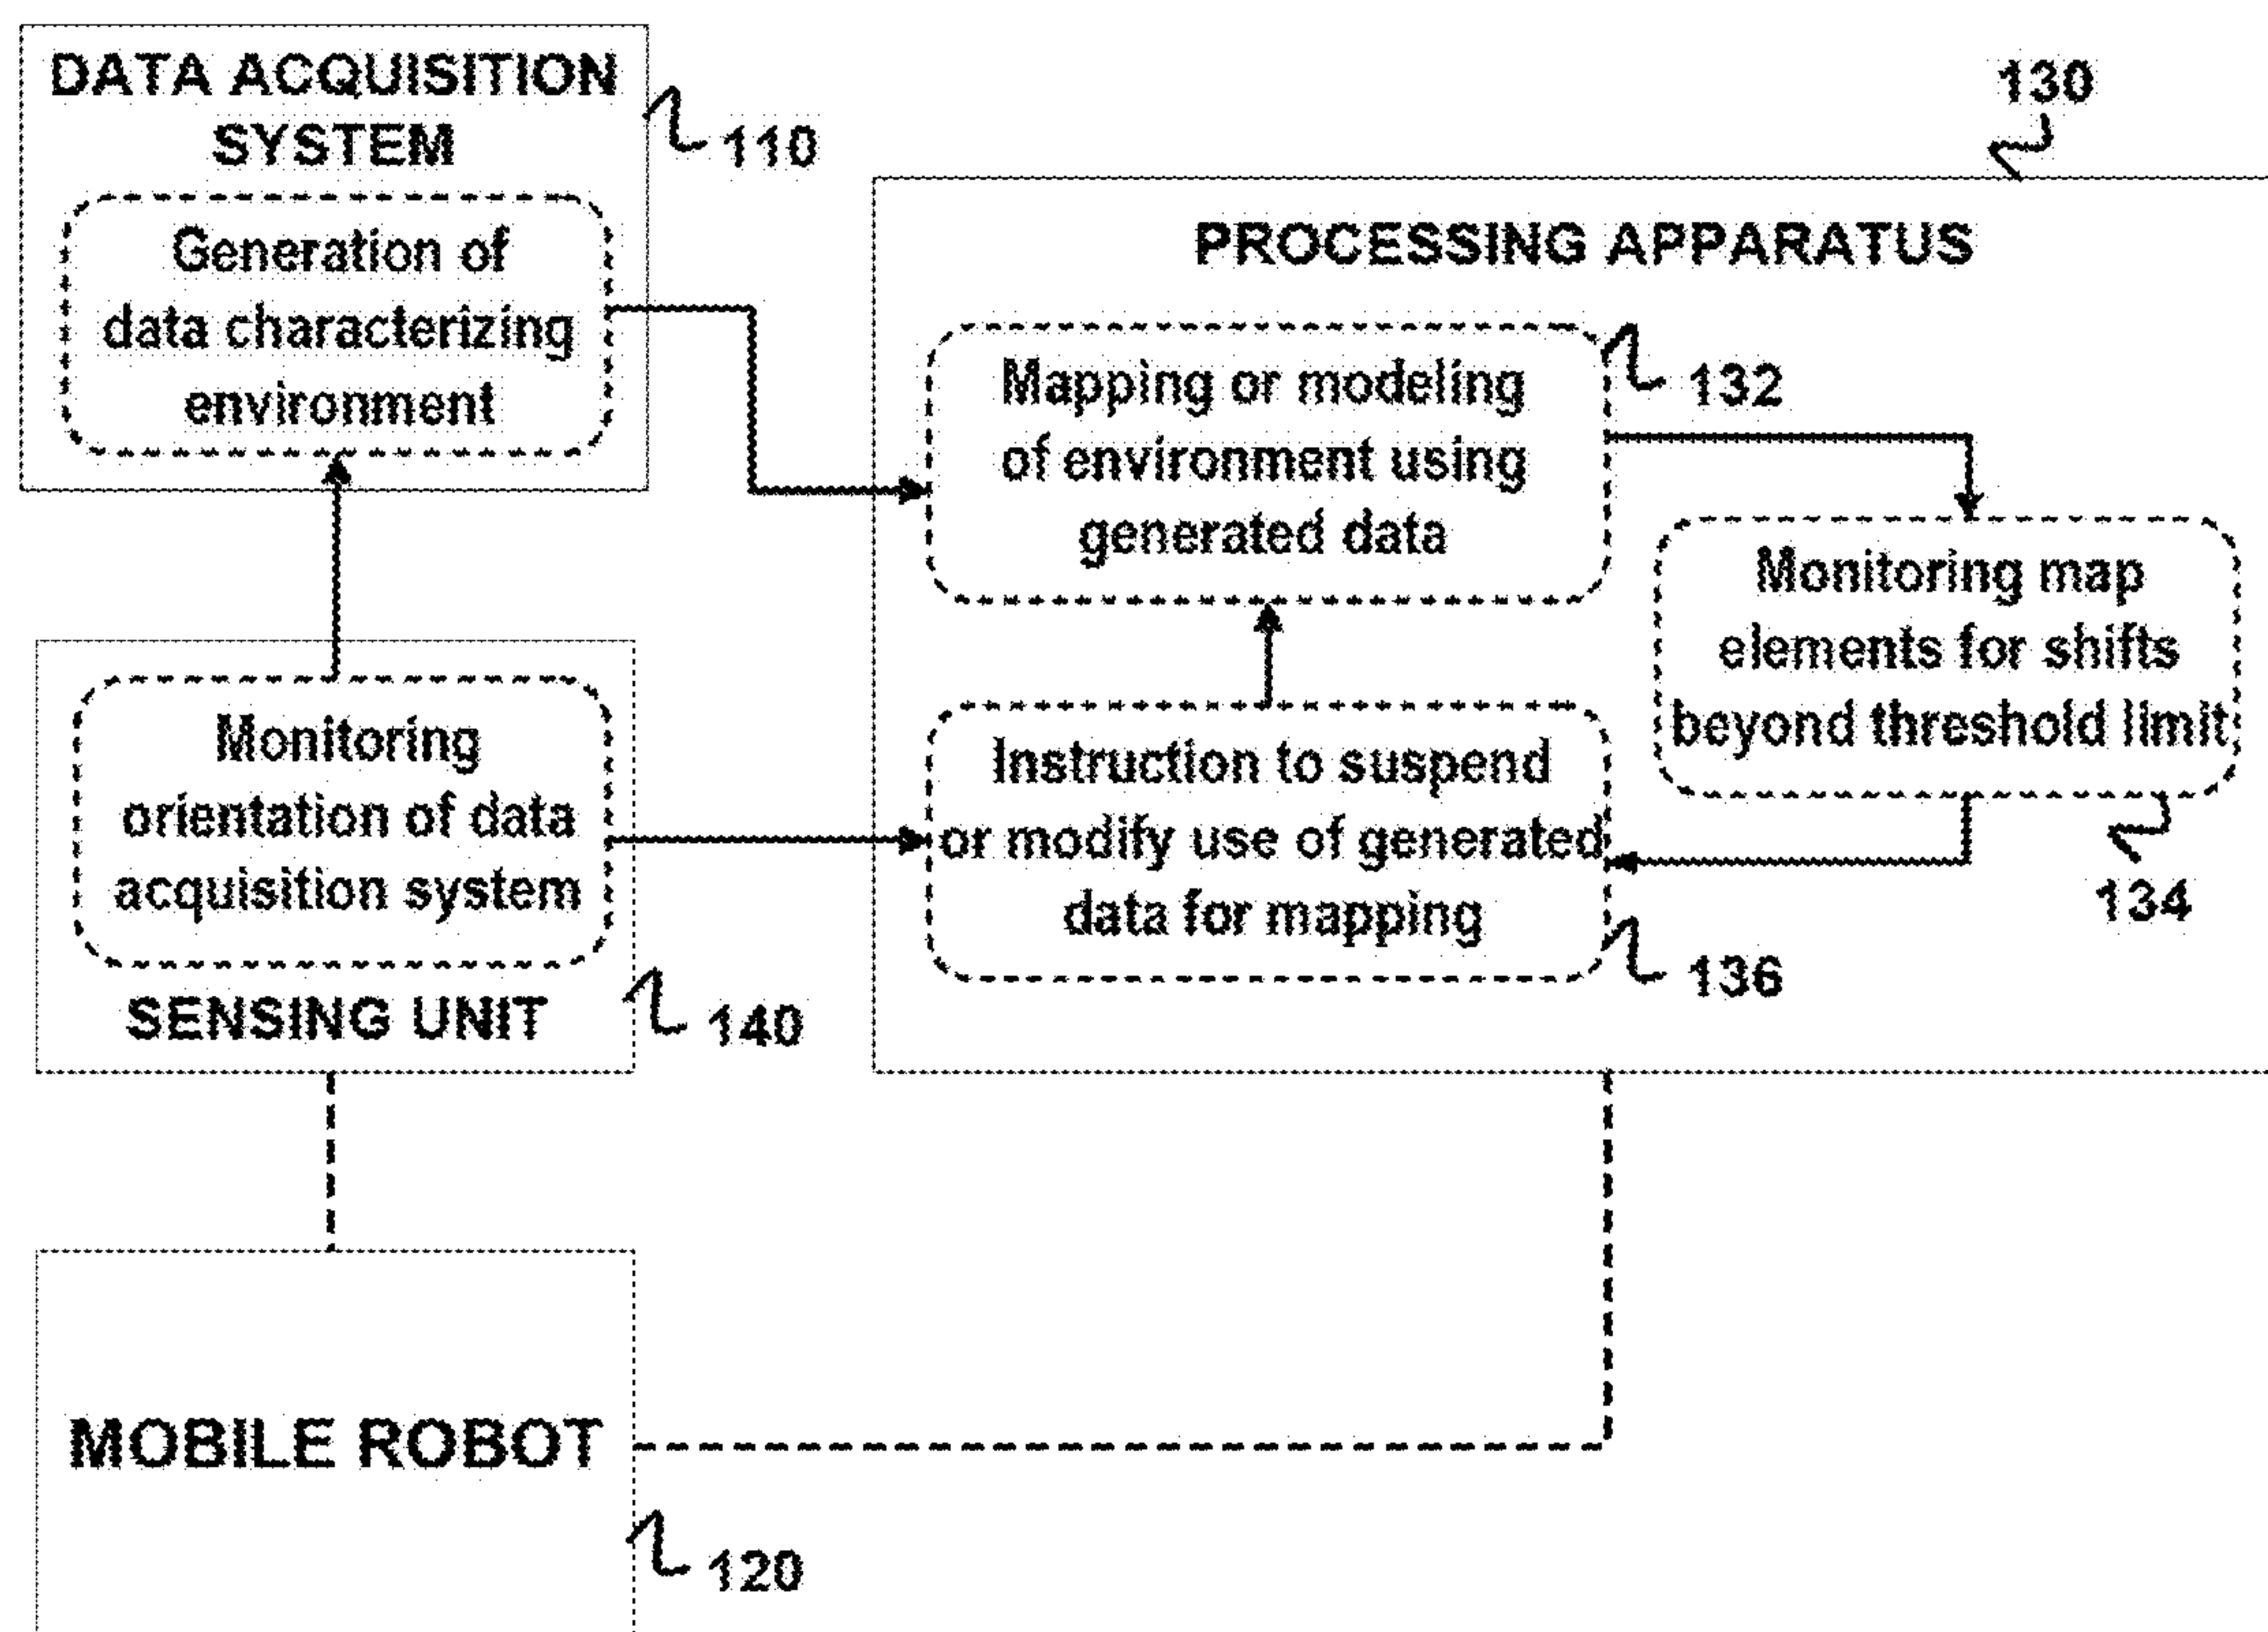 DATA ACQUISITION
SYSTEM
110
Generation of
data characterizing
environment
130
PROCESSING APPARATUS
Mapping or modeling
of environment using
generated data
132
Monitoring map
elements for shifts
beyond threshold limit
134
Instruction to suspend
or modify use of generated
data for mapping
136
Monitoring
orientation of data
acquisition system
SENSING UNIT
140
MOBILE ROBOT
120